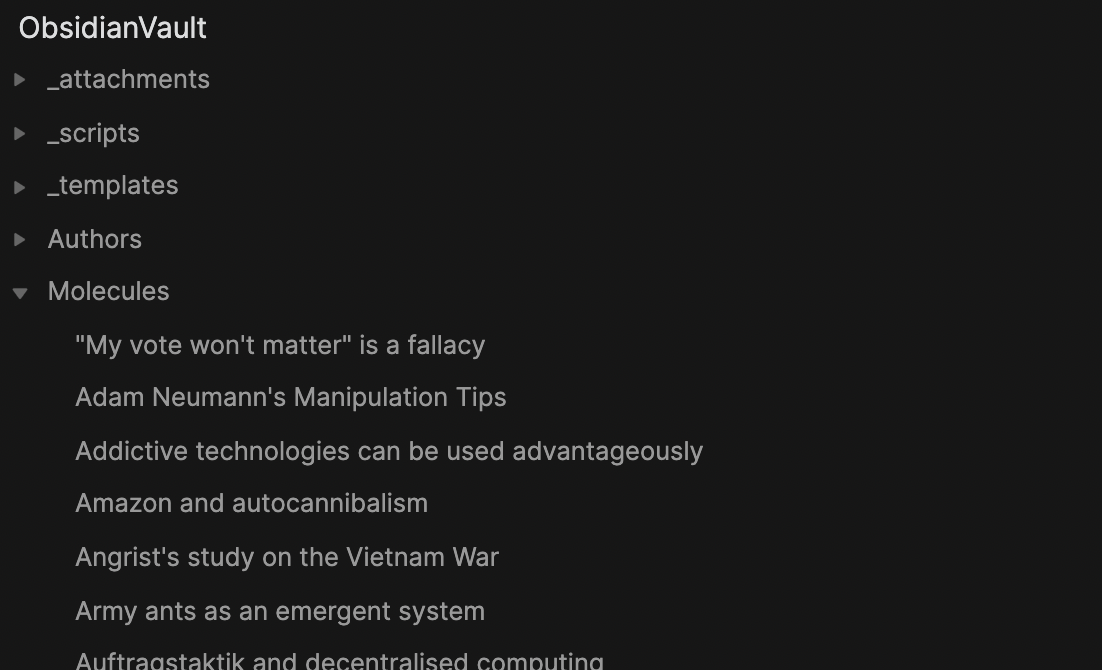 ObsidianVault
_attachments
_scripts
_templates
Authors
Molecules
"My vote won't matter" is a fallacy
Adam Neumann's Manipulation Tips
Addictive technologies can be used advantageously
Amazon and autocannibalism
Angrist's study on the Vietnam War
Army ants as an emergent system
Auftragstaktik and decentralised computing